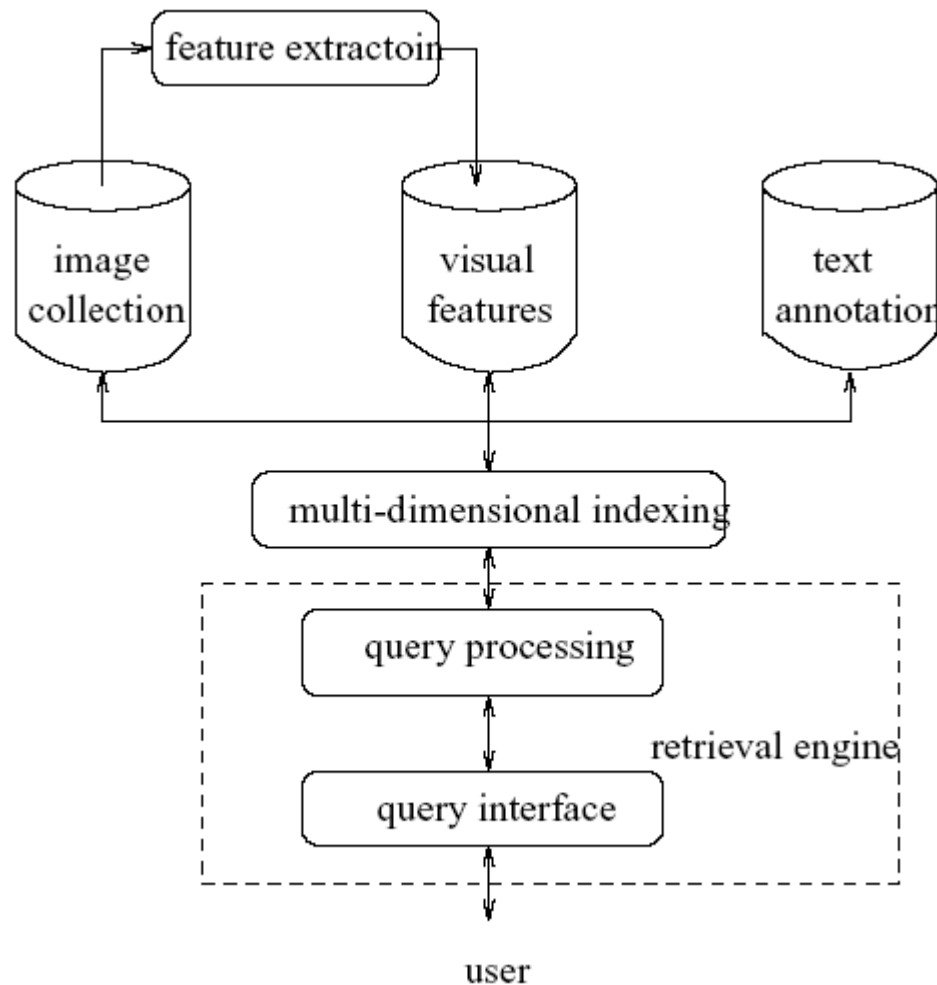 feature extractoin
image
collection
visual
features
text
annotation
multi-dimensional indexing
query processing
retrieval engine
query interface
user